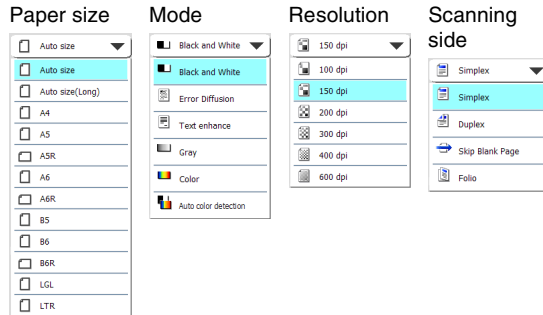 Paper size
Auto size
Auto size
Auto size(Long)
A4
A5
A5R
A6
A6R
B5
B6
B6R
LGL
LTR
Mode
Black and White
Black and White
Error Diffusion
Text enhance
Gray
Color
Auto color detection
Resolution
150 dpi
100 dpi
150 dpi
200 dpi
300 dpi
400 dpi
600 dpi
Scanning
side
Simplex
Simplex
Duplex
Skip Blank Page
Folio